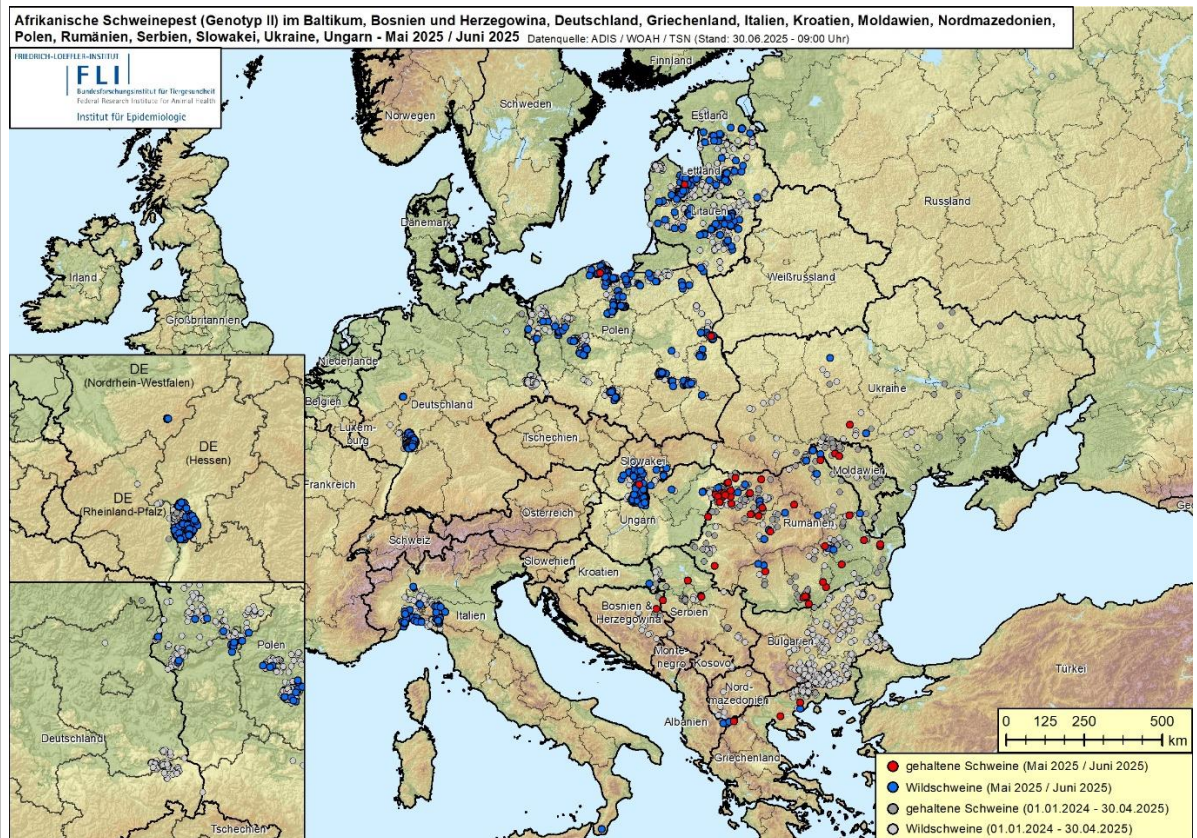 Afrikanische Schweinepest (Genotyp II) im Baltikum, Bosnien und Herzegowina, Deutschland, Griechenland, Italien, Kroatien, Moldawien, Nordmazedonien,
Polen, Rumänien, Serbien, Slowakei, Ukraine, Ungarn - Mai 2025 / Juni 2025 Datenquelle: ADIS / WOAH / TSN (Stand: 30.06.2025 - 09:00 Uhr)
FRIEDRICH-LOEFFLER-INSTITUT
FLI
Bundesforschungsinstitut für Tiergesundheit
Federal Research Institute for Animal Health
Institut für Epidemiologie
Finnland
Norwegen
Schweden
Estland
Lettland
Russland
Dänemark
Litauen
Irland
Weißrussland
Großbritannien
Polen
Niederlande
Belgien
Deutschland
Ukraine
Luxem-
burg
Tschechien
Slowakei
Moldawien
Frankreich
Österreich
Ungarn
Rumänien
Schweiz
Slowenien
Kroatien
Italien
Bosnien &
Herzegowina
Serbien
Bulgarien
Monte-
negro
Kosovo
Nord-
mazedonien
Türkei
Albanien
Griechenland
Ge
DE
(Nordrhein-Westfalen)
DE
(Hessen)
DE
(Rheinland-Pfalz)
Polen
Deutschland
Tschechien
0 125 250 500
km
gehaltene Schweine (Mai 2025 / Juni 2025)
Wildschweine (Mai 2025 / Juni 2025)
gehaltene Schweine (01.01.2024 - 30.04.2025)
Wildschweine (01.01.2024 - 30.04.2025)